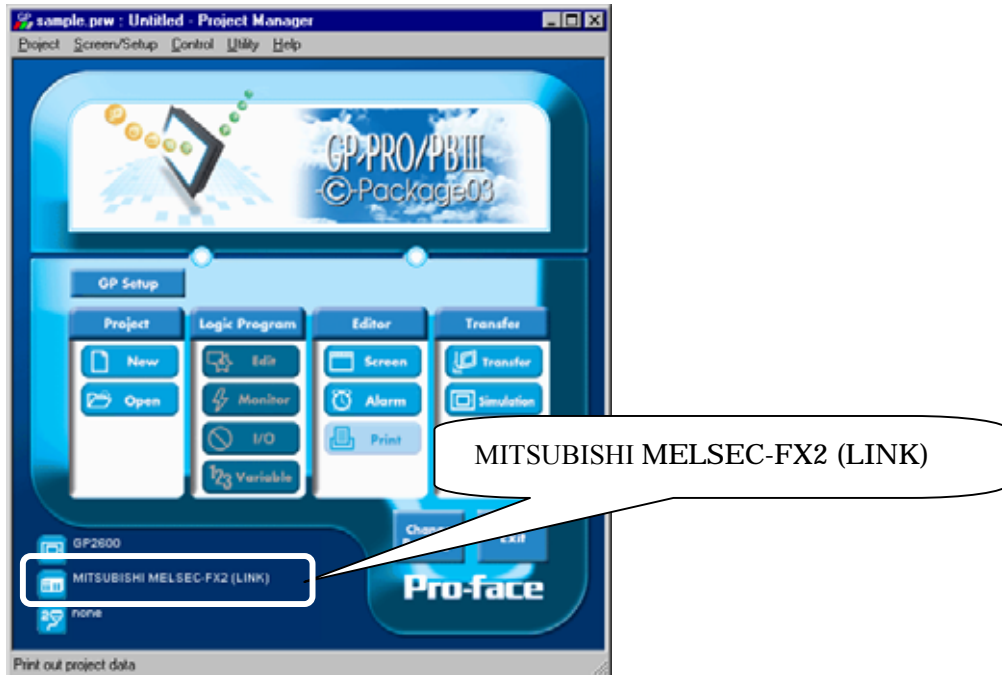 sample.prw : Untitled - Project Manager
Project Screen/Setup Control Utility Help
GP-PRO/PBIII
-©-Package03
GP Setup
Project Logic Program Editor Transfer
New Edit Screen Transfer
Open Monitor Alarm Simulation
I/O Print
123 Variable
MITSUBISHI MELSEC-FX2 (LINK)
Exit
GP2600
MITSUBISHI MELSEC-FX2 (LINK)
Pro-face
none
Print out project data